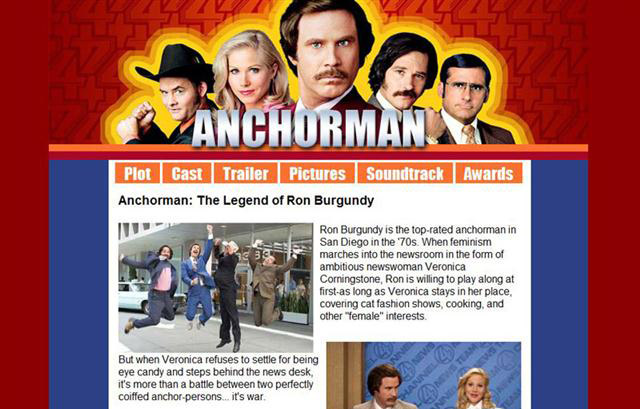 ANCHORMAN
Plot Cast Trailer Pictures Soundtrack Awards
Anchorman: The Legend of Ron Burgundy
Ron Burgundy is the top-rated anchorman in
San Diego in the '70s. When feminism
marches into the newsroom in the form of
ambitious newswoman Veronica
Corningstone, Ron is willing to play along at
first-as long as Veronica stays in her place,
covering cat fashion shows, cooking, and
other "female" interests.
But when Veronica refuses to settle for being
eye candy and steps behind the news desk,
it's more than a battle between two perfectly
coiffed anchor-persons... it's war.